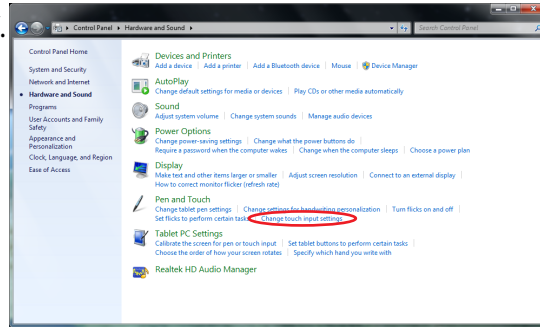 Control Panel ▸ Hardware and Sound ▸
Search Control Panel
Control Panel Home
System and Security
Network and Internet
Hardware and Sound
Programs
User Accounts and Family
Safety
Appearance and
Personalization
Clock, Language, and Region
Ease of Access
Devices and Printers
Add a device | Add a printer | Add a Bluetooth device | Mouse | Device Manager
AutoPlay
Change default settings for media or devices | Play CDs or other media automatically
Sound
Adjust system volume | Change system sounds | Manage audio devices
Power Options
Change power-saving settings | Change what the power buttons do
Require a password when the computer wakes | Change when the computer sleeps | Choose a power plan
Display
Make text and other items larger or smaller | Adjust screen resolution | Connect to an external display
How to correct monitor flicker (refresh rate)
Pen and Touch
Change tablet pen settings | Change settings for handwriting personalization | Turn flicks on and off
Set flicks to perform certain tasks | Change touch input settings
Tablet PC Settings
Calibrate the screen for pen or touch input | Set tablet buttons to perform certain tasks
Choose the order of how your screen rotates | Specify which hand you write with
Realtek HD Audio Manager